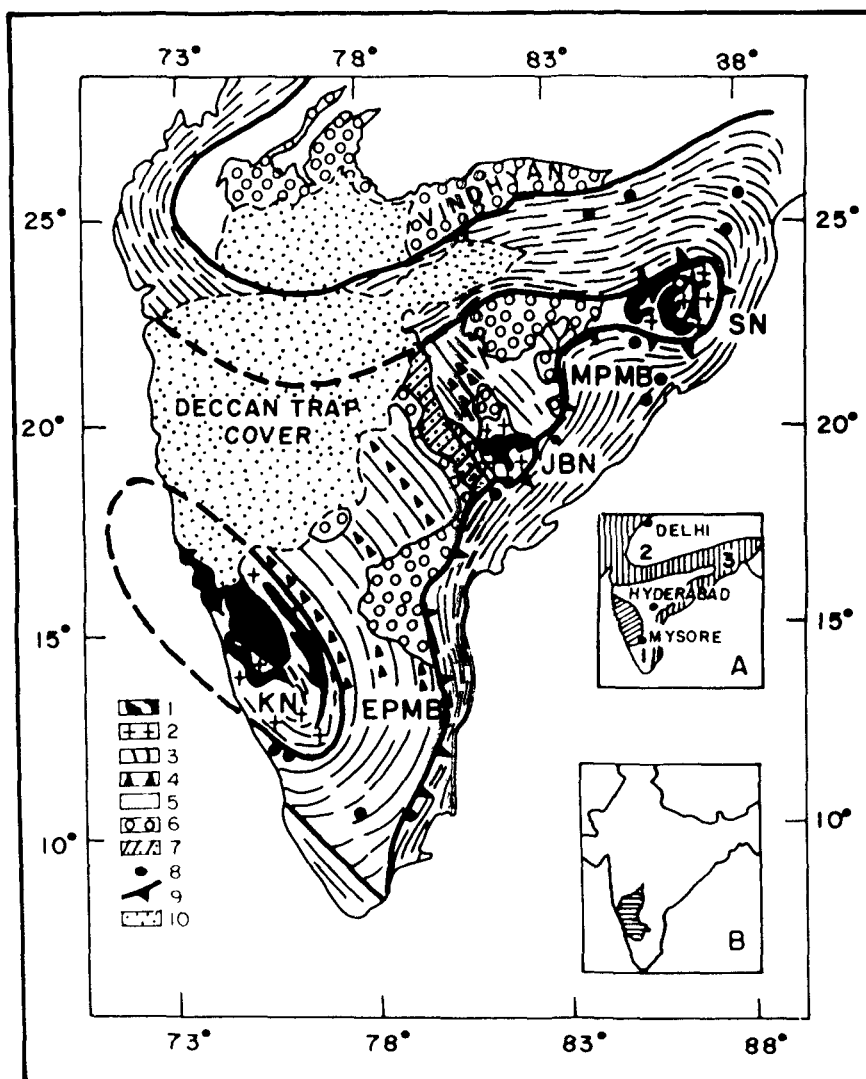 73° 78° 83° 38°
25° 25°
VINDHYAN
SN
MPMB
DECCAN TRAP
COVER
20° 20°
JBN
DELHI
2
3
HYDERABAD
MYSORE
1
A
15° 15°
KN
EPMB
1
2
3
4
5
6
7
8
9
10
10° 10°
B
73° 78° 83° 88°